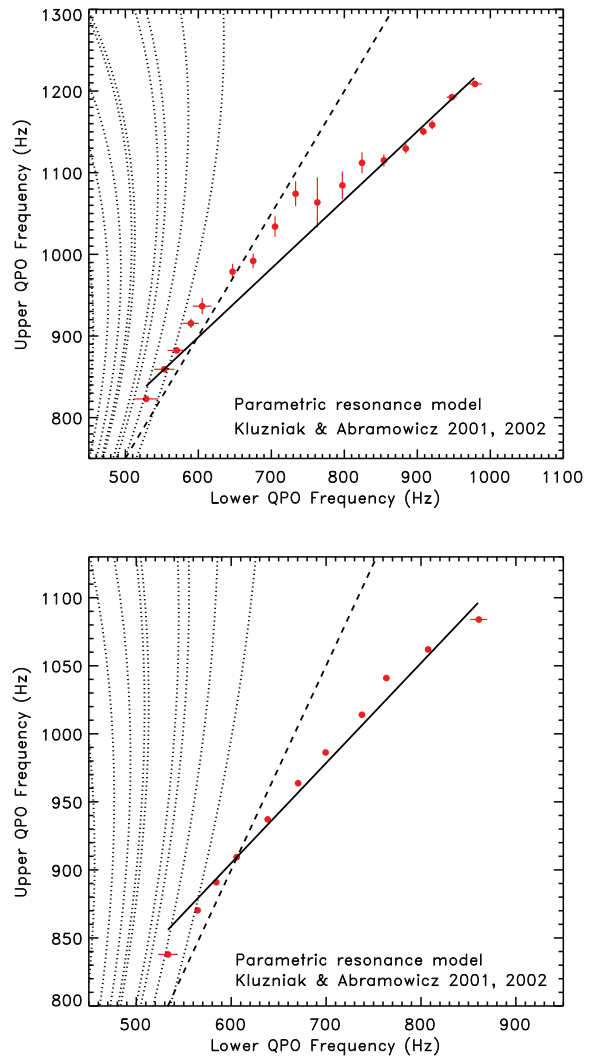 1300
1200
1100
1000
900
800
Upper QPO Frequency (Hz)
Parametric resonance model
Kluzniak & Abramowicz 2001, 2002
500 600 700 800 900 1000 1100
Lower QPO Frequency (Hz)
1100
1050
1000
950
900
850
800
Upper QPO Frequency (Hz)
Parametric resonance model
Kluzniak & Abramowicz 2001, 2002
500 600 700 800 900
Lower QPO Frequency (Hz)